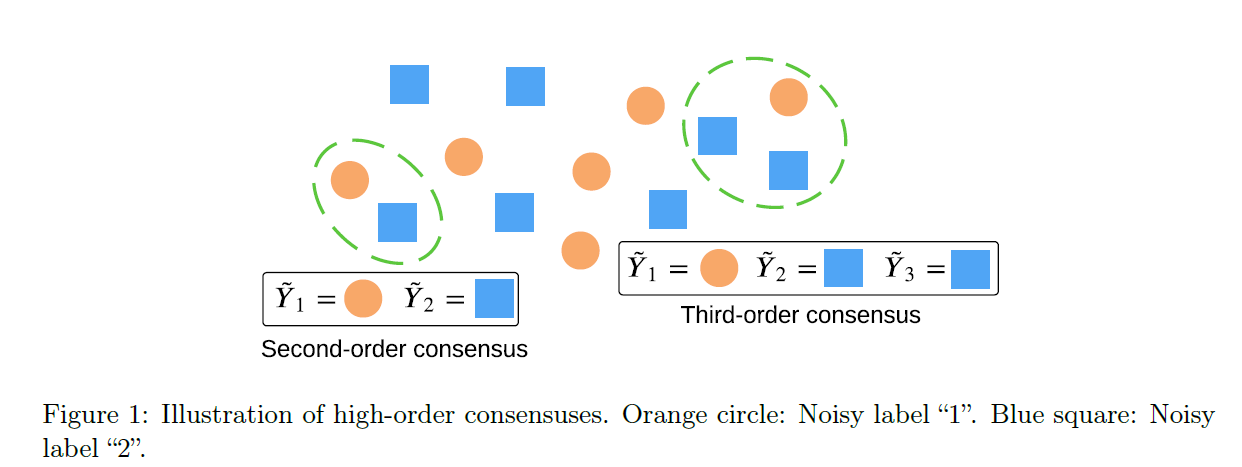 Ỹ₁ = Ỹ₂ =
Second-order consensus
Ỹ₁ = Ỹ₂ = Ỹ₃ =
Third-order consensus
Figure 1: Illustration of high-order consensuses. Orange circle: Noisy label “1”. Blue square: Noisy
label “2”.